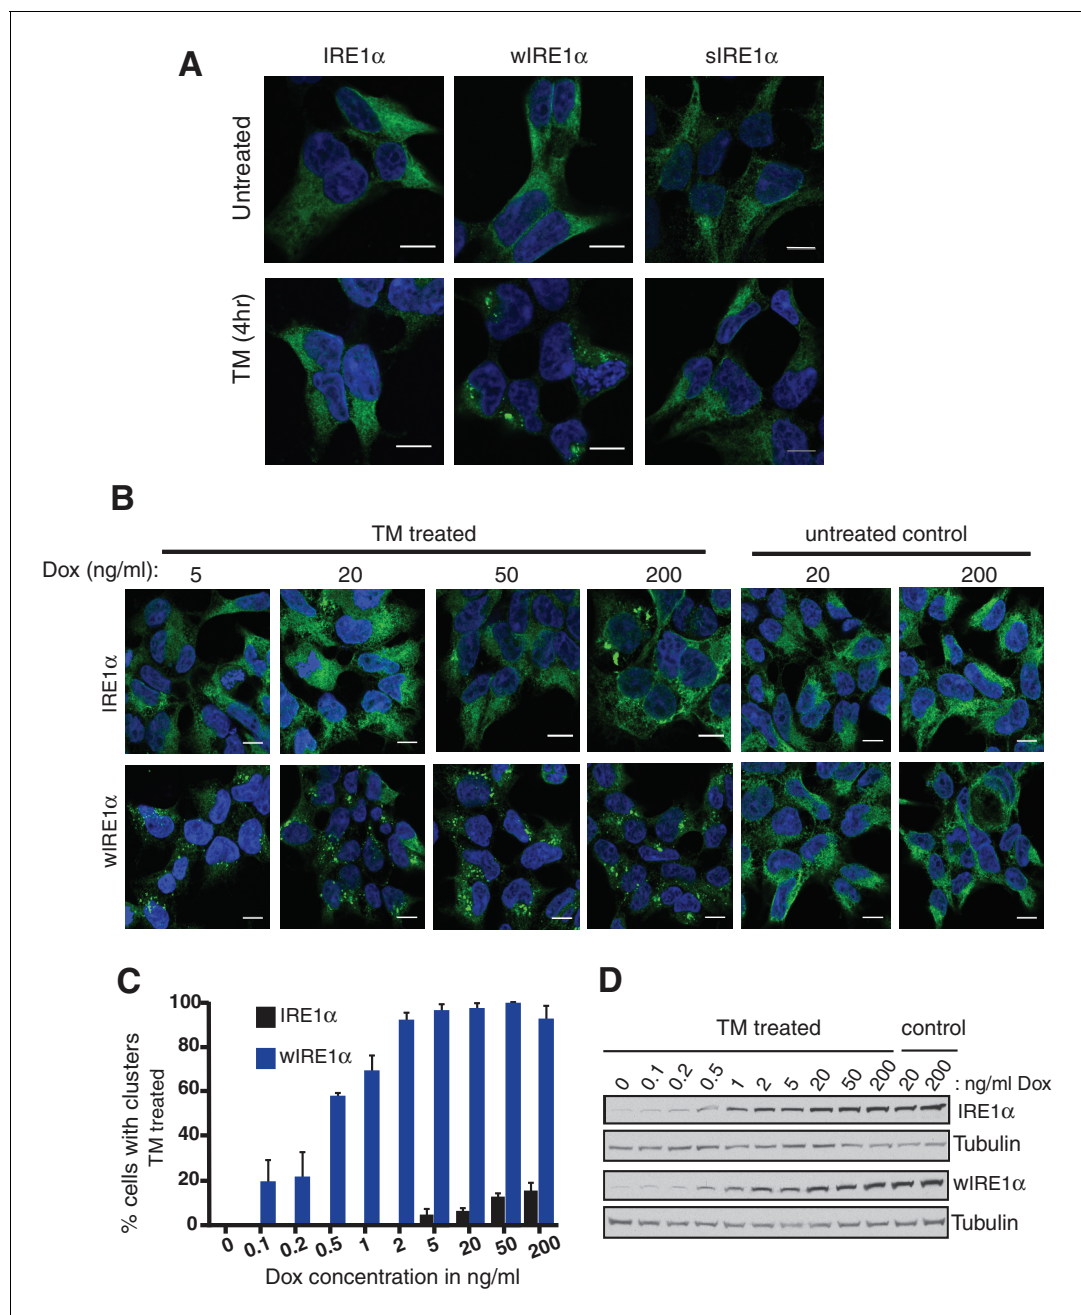 A
IRE1α
wIRE1α
sIRE1α
Untreated
TM (4hr)
B
TM treated
untreated control
Dox (ng/ml): 5 20 50 200 20 200
IRE1α
wIRE1α
C
100
80
60
40
20
0
% cells with clusters
TM treated
IRE1α
wIRE1α
0 0.1 0.2 0.5 1 2 5 20 50 200
Dox concentration in ng/ml
D
TM treated control
0 0.1 0.2 0.5 1 2 5 20 50 200 20 200 : ng/ml Dox
IRE1α
Tubulin
wIRE1α
Tubulin